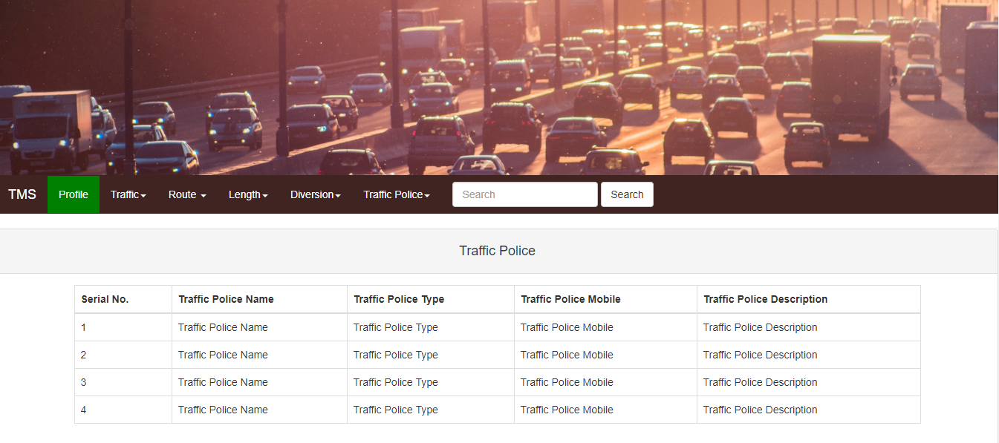 TMS Profile Traffic Route Length Diversion Traffic Police Search Search
Traffic Police
Serial No. Traffic Police Name Traffic Police Type Traffic Police Mobile Traffic Police Description
1 Traffic Police Name Traffic Police Type Traffic Police Mobile Traffic Police Description
2 Traffic Police Name Traffic Police Type Traffic Police Mobile Traffic Police Description
3 Traffic Police Name Traffic Police Type Traffic Police Mobile Traffic Police Description
4 Traffic Police Name Traffic Police Type Traffic Police Mobile Traffic Police Description